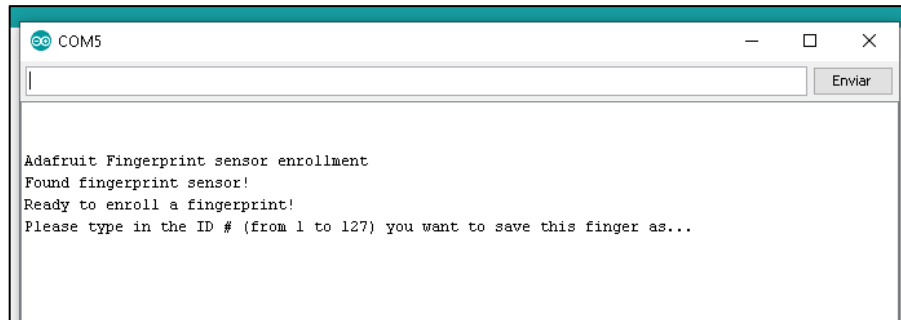 COM5
Enviar
Adafruit Fingerprint sensor enrollment
Found fingerprint sensor!
Ready to enroll a fingerprint!
Please type in the ID # (from 1 to 127) you want to save this finger as...